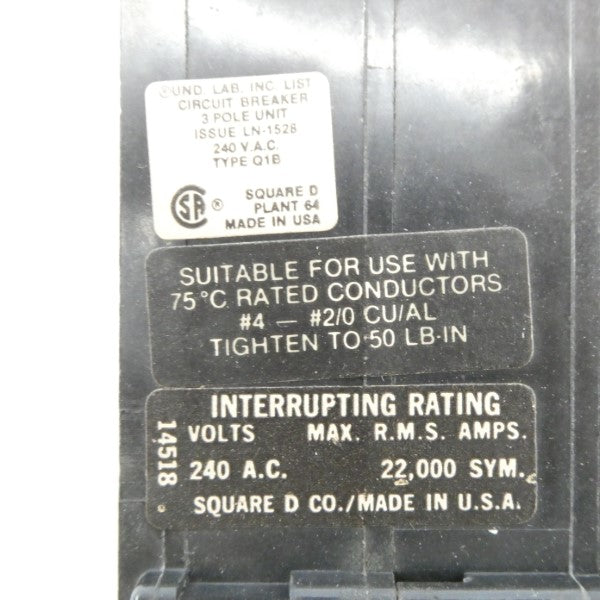 UND. LAB. INC. LIST
CIRCUIT BREAKER
3 POLE UNIT
ISSUE LN-1528
240 V.A.C.
TYPE Q1B
SA ®
SQUARE D
PLANT 64
MADE IN USA
SUITABLE FOR USE WITH
75°C RATED CONDUCTORS
#4 — #2/0 CU/AL
TIGHTEN TO 50 LB-IN
14518
INTERRUPTING RATING
VOLTS MAX. R.M.S. AMPS.
240 A.C. 22,000 SYM.
SQUARE D CO./MADE IN U.S.A.